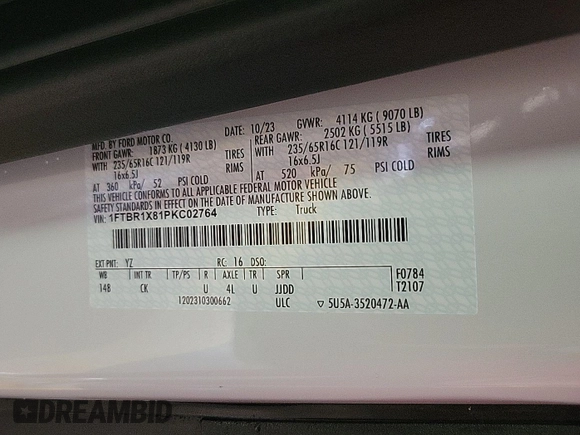 MFD. BY FORD MOTOR CO.
DATE: 10/23 GVWR: 4114 KG ( 9070 LB)
FRONT GAWR: 1873 KG ( 4130 LB) REAR GAWR: 2502 KG ( 5515 LB)
WITH 235/65R16C 121/119R TIRES WITH 235/65R16C 121/119R TIRES
16x6.5J RIMS 16x6.5J RIMS
AT 360 kPa/ 52 PSI COLD AT 520 kPa/ 75 PSI COLD
THIS VEHICLE CONFORMS TO ALL APPLICABLE FEDERAL MOTOR VEHICLE
SAFETY STANDARDS IN EFFECT ON THE DATE OF MANUFACTURE SHOWN ABOVE.
VIN: 1FTBR1X81PKC02764 TYPE: Truck
EXT PNT: YZ RC: 16 DSO:
WB INT TR TP/PS R AXLE TR SPR F0784
148 CK U 4L U JJDD T2107
1202310300662 ULC ▽ 5U5A-3520472-AA
DREAMBID